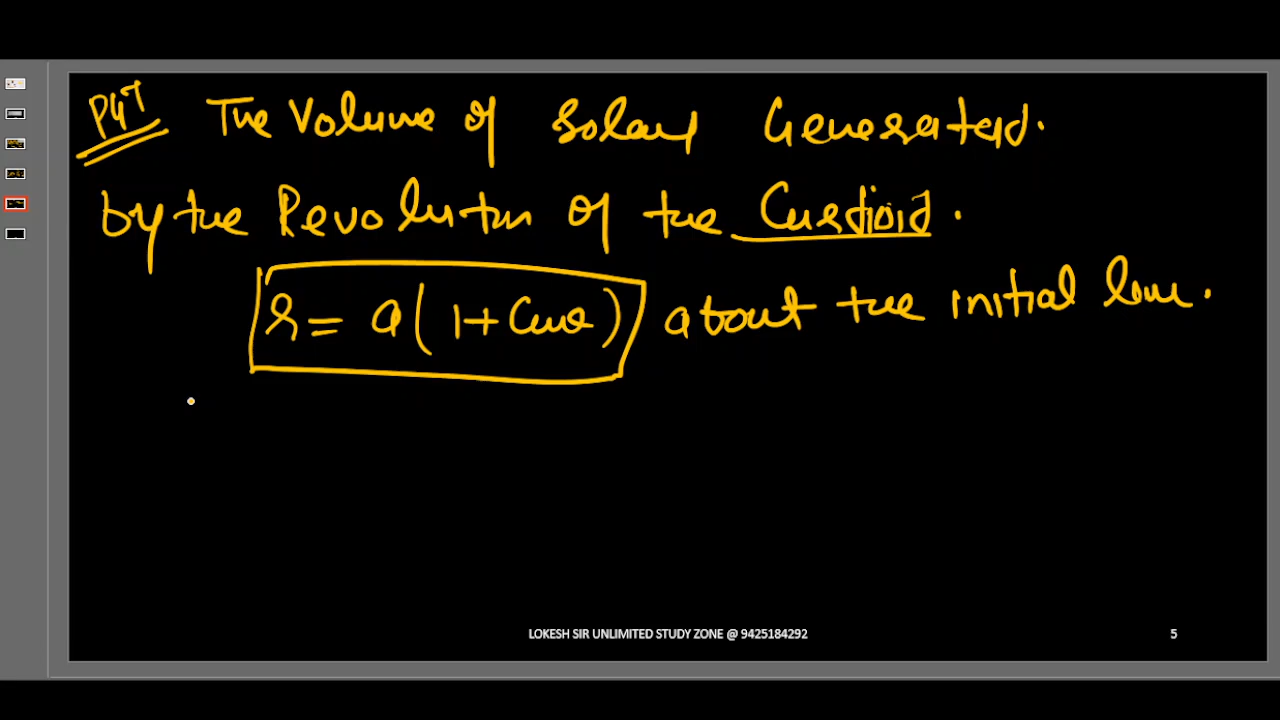 P4T The Volume of Solid Generated.
by the Revolution of the Cardioid.
r = a(1+Cosθ) about the initial line.
LOKESH SIR UNLIMITED STUDY ZONE @ 9425184292
5